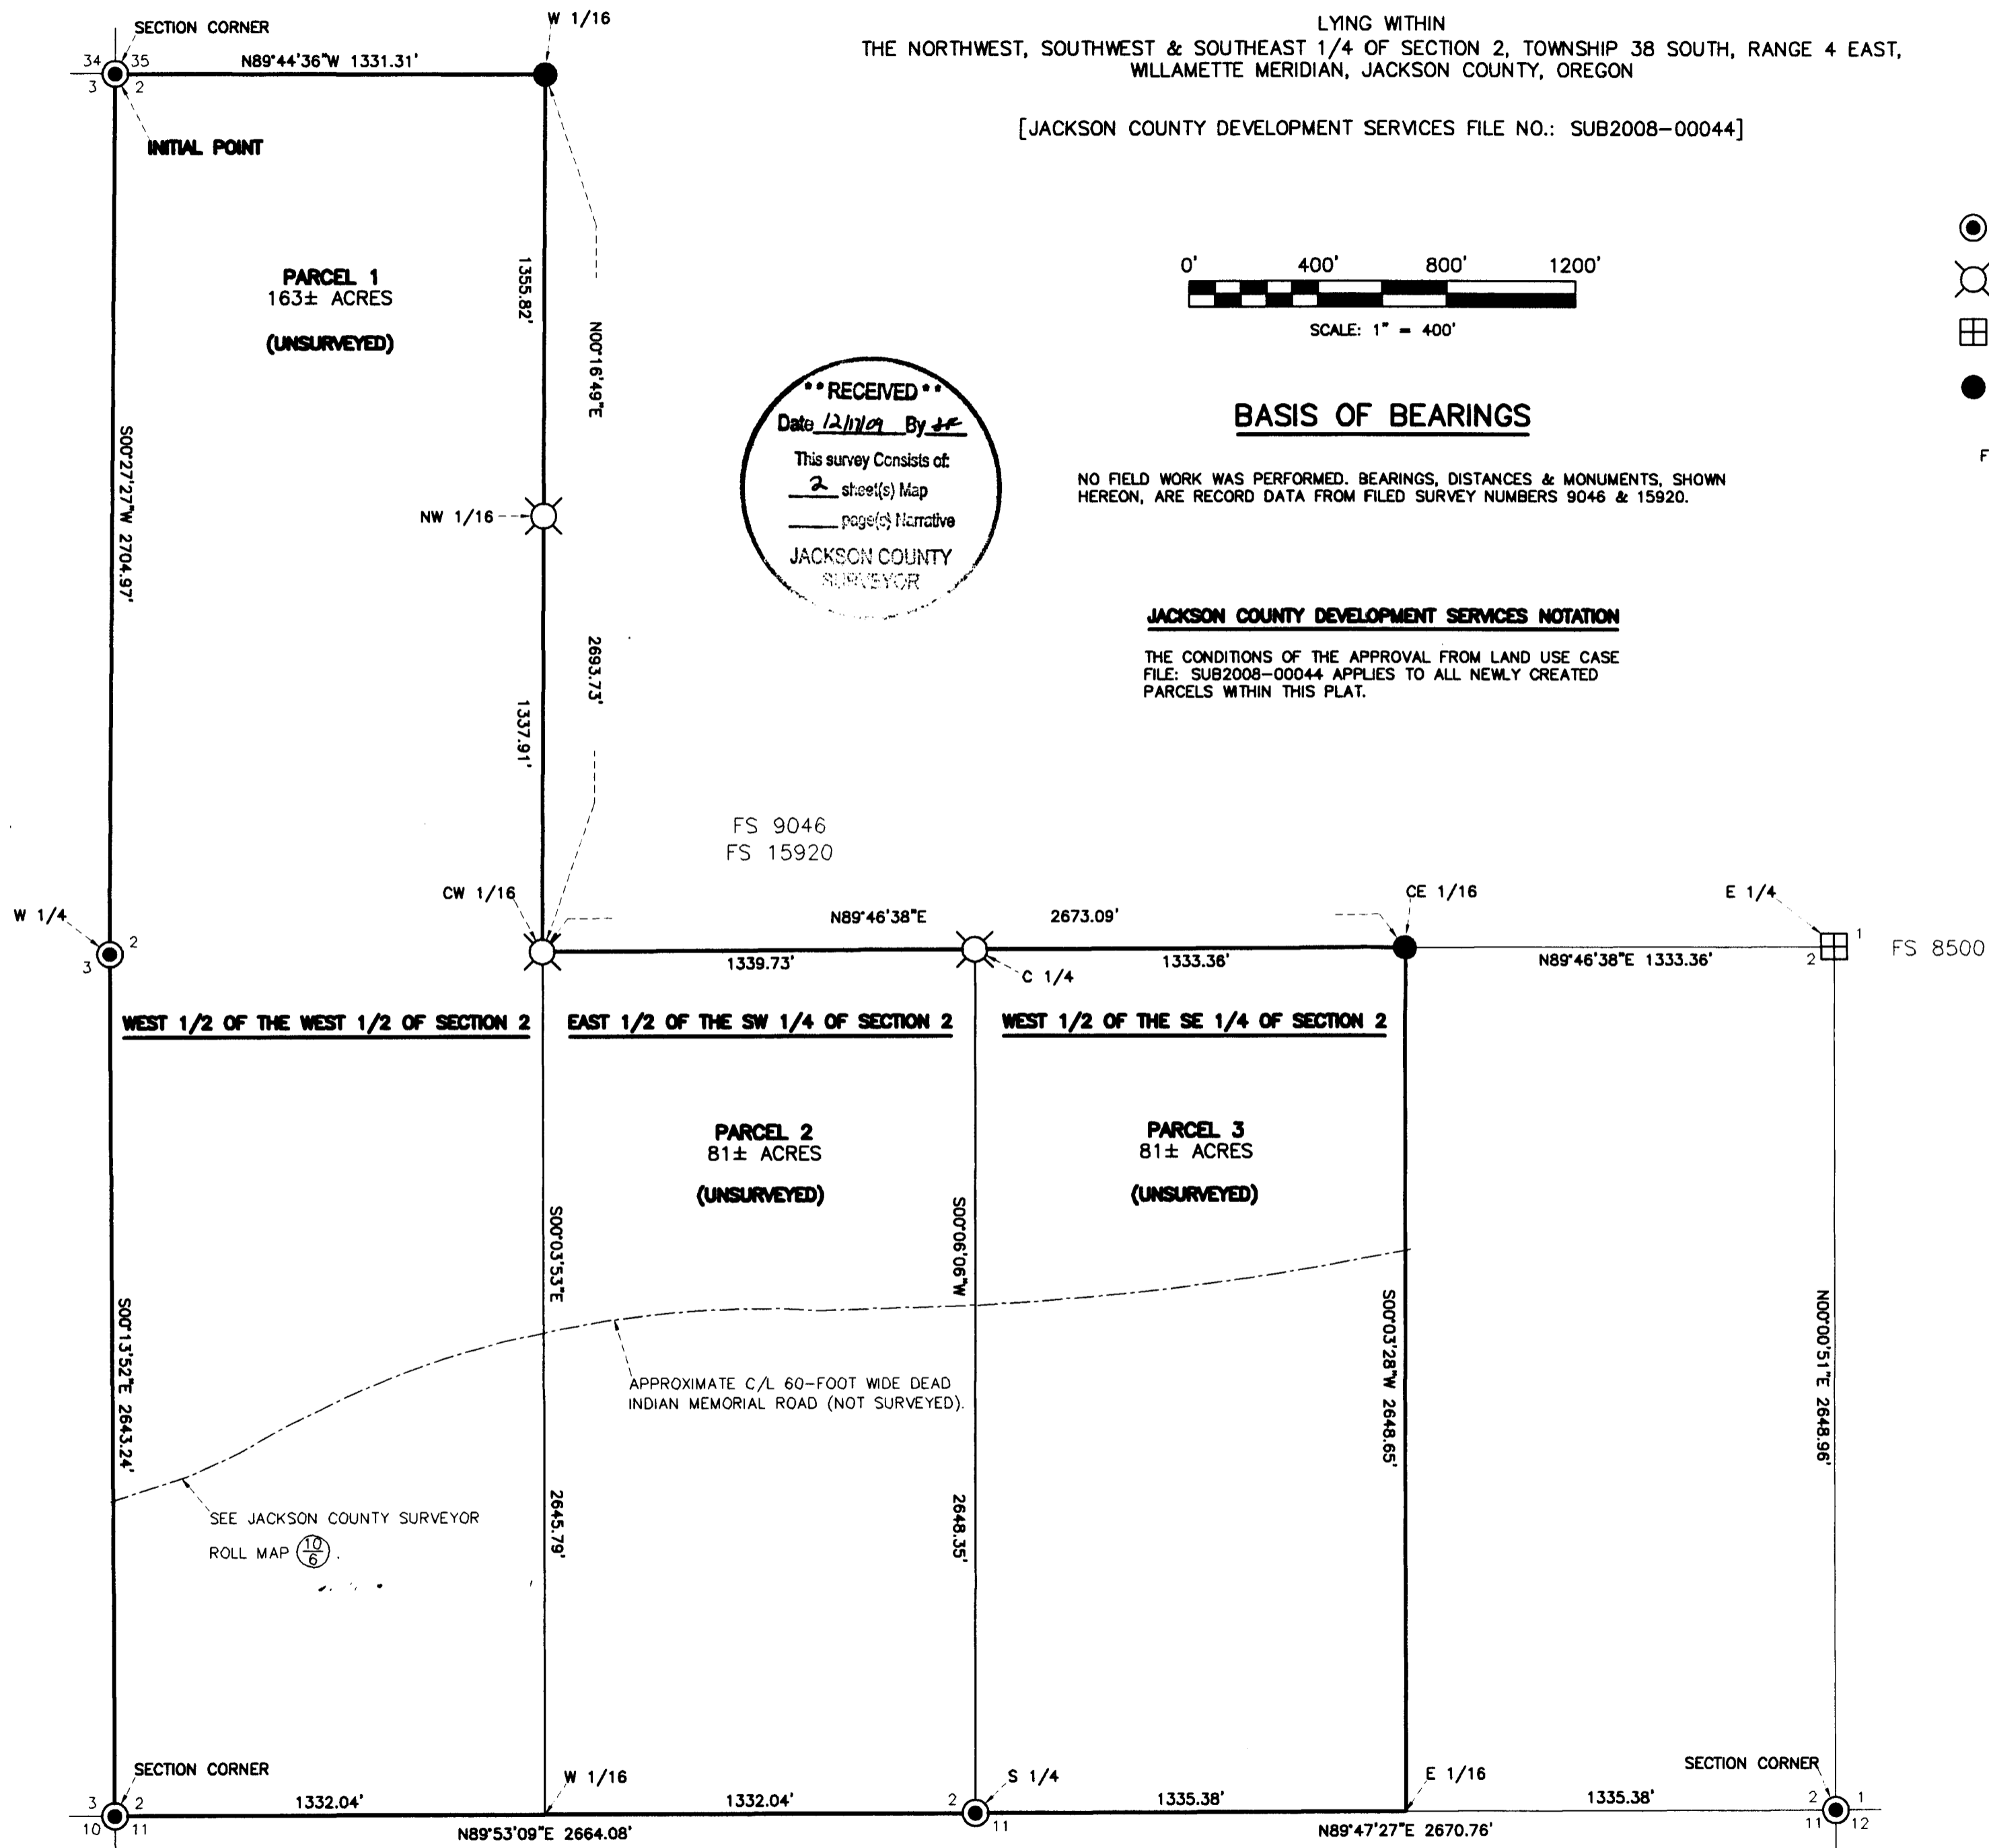 LYING WITHIN
THE NORTHWEST, SOUTHWEST & SOUTHEAST 1/4 OF SECTION 2, TOWNSHIP 38 SOUTH, RANGE 4 EAST,
WILLAMETTE MERIDIAN, JACKSON COUNTY, OREGON
[JACKSON COUNTY DEVELOPMENT SERVICES FILE NO.: SUB2008-00044]
SECTION CORNER
W 1/16
34 35
N89°44'36"W 1331.31'
3 2
INITIAL POINT
PARCEL 1
163± ACRES
(UNSURVEYED)
1355.82'
N00°16'49"E
S00°27'27"W 2704.97'
NW 1/16
2693.73'
1337.91'
0' 400' 800' 1200'
SCALE: 1" = 400'
** RECEIVED **
Date 12/17/09 By
This survey Consists of:
2 sheet(s) Map
page(s) Narrative
JACKSON COUNTY
SURVEYOR
BASIS OF BEARINGS
F
NO FIELD WORK WAS PERFORMED. BEARINGS, DISTANCES & MONUMENTS, SHOWN
HEREON, ARE RECORD DATA FROM FILED SURVEY NUMBERS 9046 & 15920.
JACKSON COUNTY DEVELOPMENT SERVICES NOTATION
THE CONDITIONS OF THE APPROVAL FROM LAND USE CASE
FILE: SUB2008-00044 APPLIES TO ALL NEWLY CREATED
PARCELS WITHIN THIS PLAT.
FS 9046
FS 15920
W 1/4
2
3
CW 1/16
N89°46'38"E 2673.09'
CE 1/16
E 1/4
1
2
FS 8500
1339.73'
C 1/4
1333.36'
N89°46'38"E 1333.36'
WEST 1/2 OF THE WEST 1/2 OF SECTION 2
EAST 1/2 OF THE SW 1/4 OF SECTION 2
WEST 1/2 OF THE SE 1/4 OF SECTION 2
PARCEL 2
81± ACRES
(UNSURVEYED)
PARCEL 3
81± ACRES
(UNSURVEYED)
S00°13'52"E 2643.24'
S00°03'53"E
2645.79'
S00°06'06"W
2648.35'
S00°03'28"W 2648.65'
N00°00'51"E 2648.96'
APPROXIMATE C/L 60-FOOT WIDE DEAD
INDIAN MEMORIAL ROAD (NOT SURVEYED).
SEE JACKSON COUNTY SURVEYOR
ROLL MAP 10/6.
SECTION CORNER
W 1/16
S 1/4
E 1/16
SECTION CORNER
3 2
1332.04'
1332.04'
2
1335.38'
1335.38'
2 1
10 11
N89°53'09"E 2664.08'
11
N89°47'27"E 2670.76'
11 12